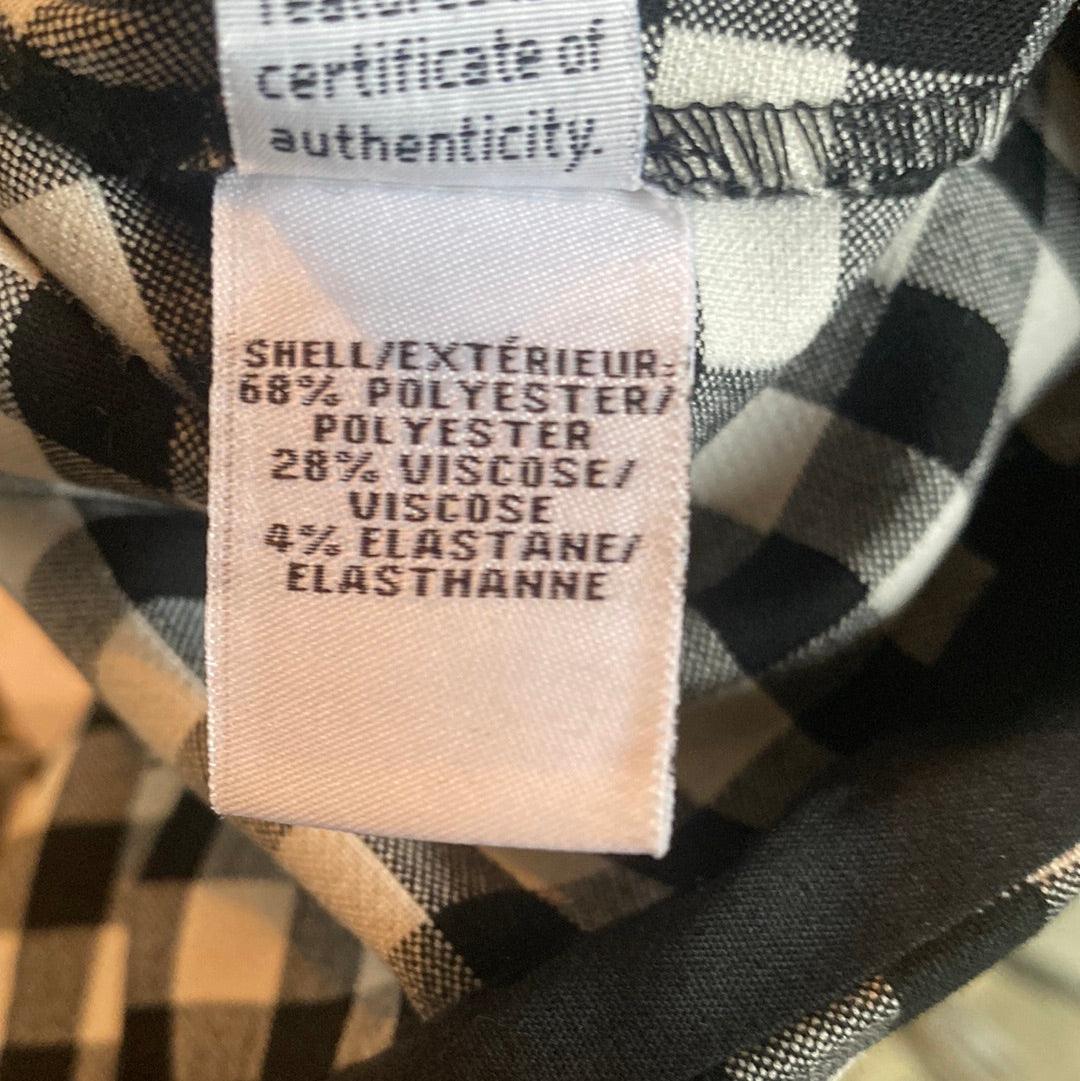 certificate of
authenticity.
SHELL/EXTÉRIEUR:
68% POLYESTER/
POLYESTER
28% VISCOSE/
VISCOSE
4% ELASTANE/
ELASTHANNE